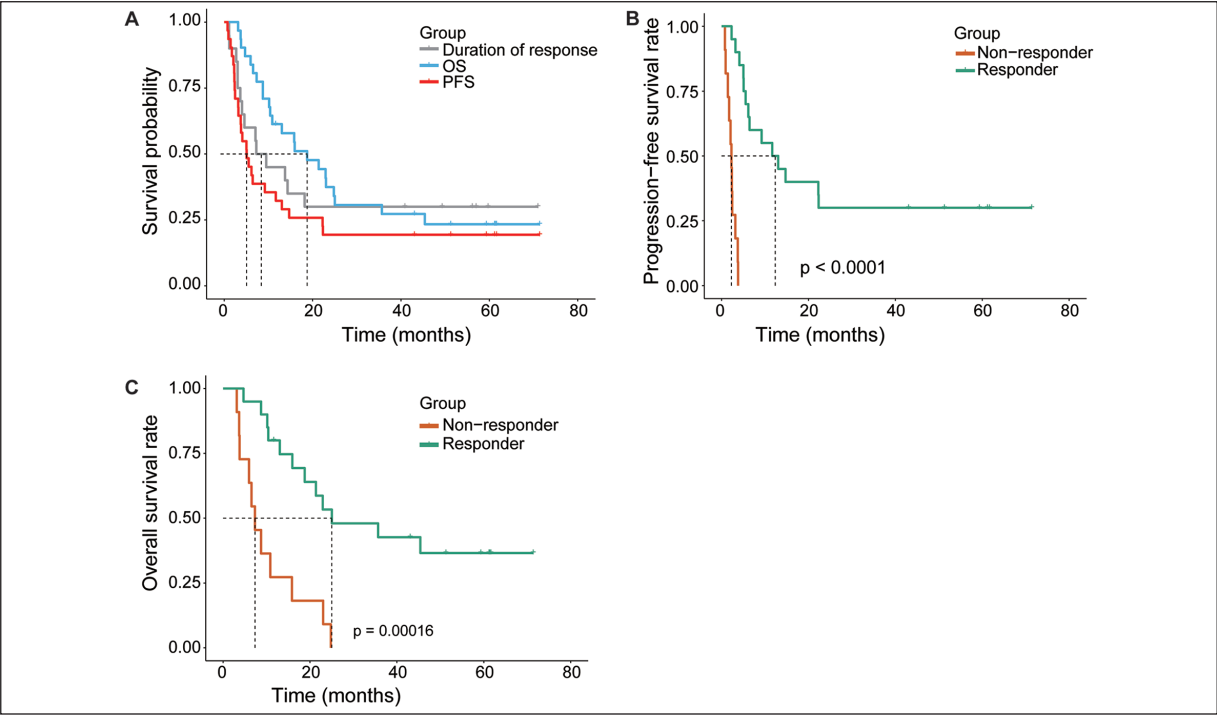 A
Survival probability
1.00
0.75
0.50
0.25
0.00
0 20 40 60 80
Time (months)
Group
Duration of response
OS
PFS
B
Progression−free survival rate
1.00
0.75
0.50
0.25
0.00
0 20 40 60 80
Time (months)
Group
Non−responder
Responder
p < 0.0001
C
Overall survival rate
1.00
0.75
0.50
0.25
0.00
0 20 40 60 80
Time (months)
Group
Non−responder
Responder
p = 0.00016